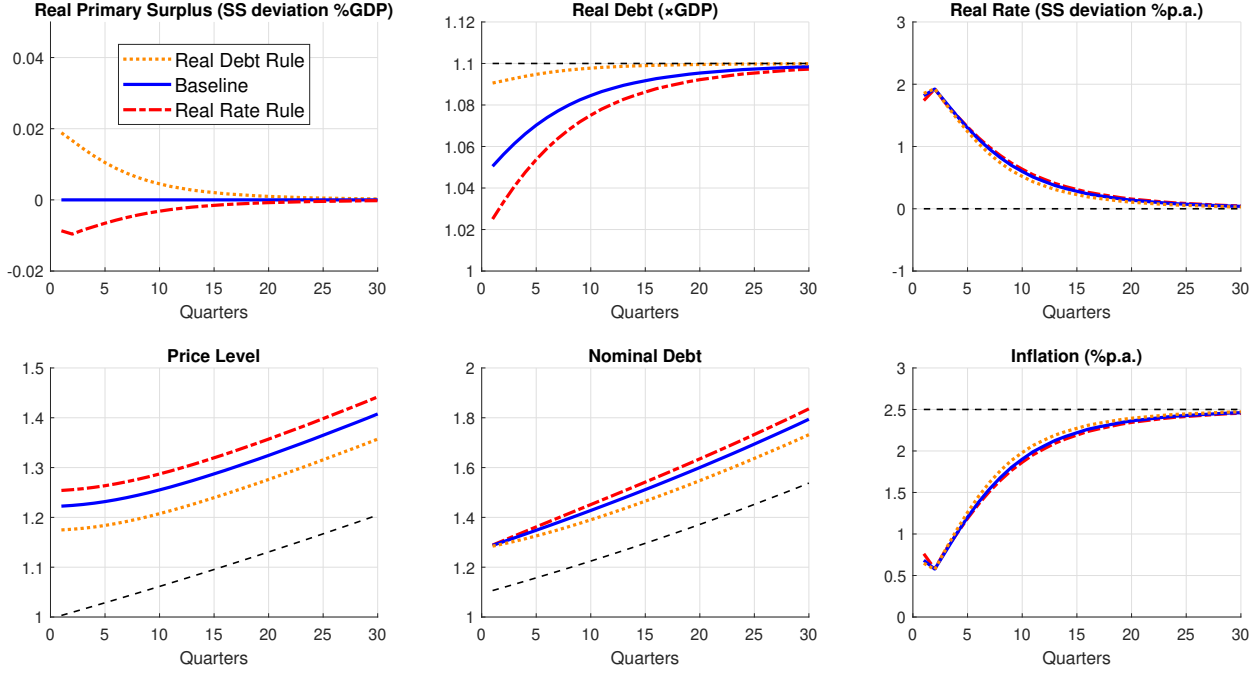 Real Primary Surplus (SS deviation %GDP)
0.04
0.02
0
-0.02
0 5 10 15 20 25 30
Quarters
Real Debt Rule
Baseline
Real Rate Rule
Real Debt (×GDP)
1.12
1.1
1.08
1.06
1.04
1.02
1
0 5 10 15 20 25 30
Quarters
Real Rate (SS deviation %p.a.)
3
2
1
0
-1
0 5 10 15 20 25 30
Quarters
Price Level
1.5
1.4
1.3
1.2
1.1
1
0 5 10 15 20 25 30
Quarters
Nominal Debt
2
1.8
1.6
1.4
1.2
1
0 5 10 15 20 25 30
Quarters
Inflation (%p.a.)
3
2.5
2
1.5
1
0.5
0
0 5 10 15 20 25 30
Quarters